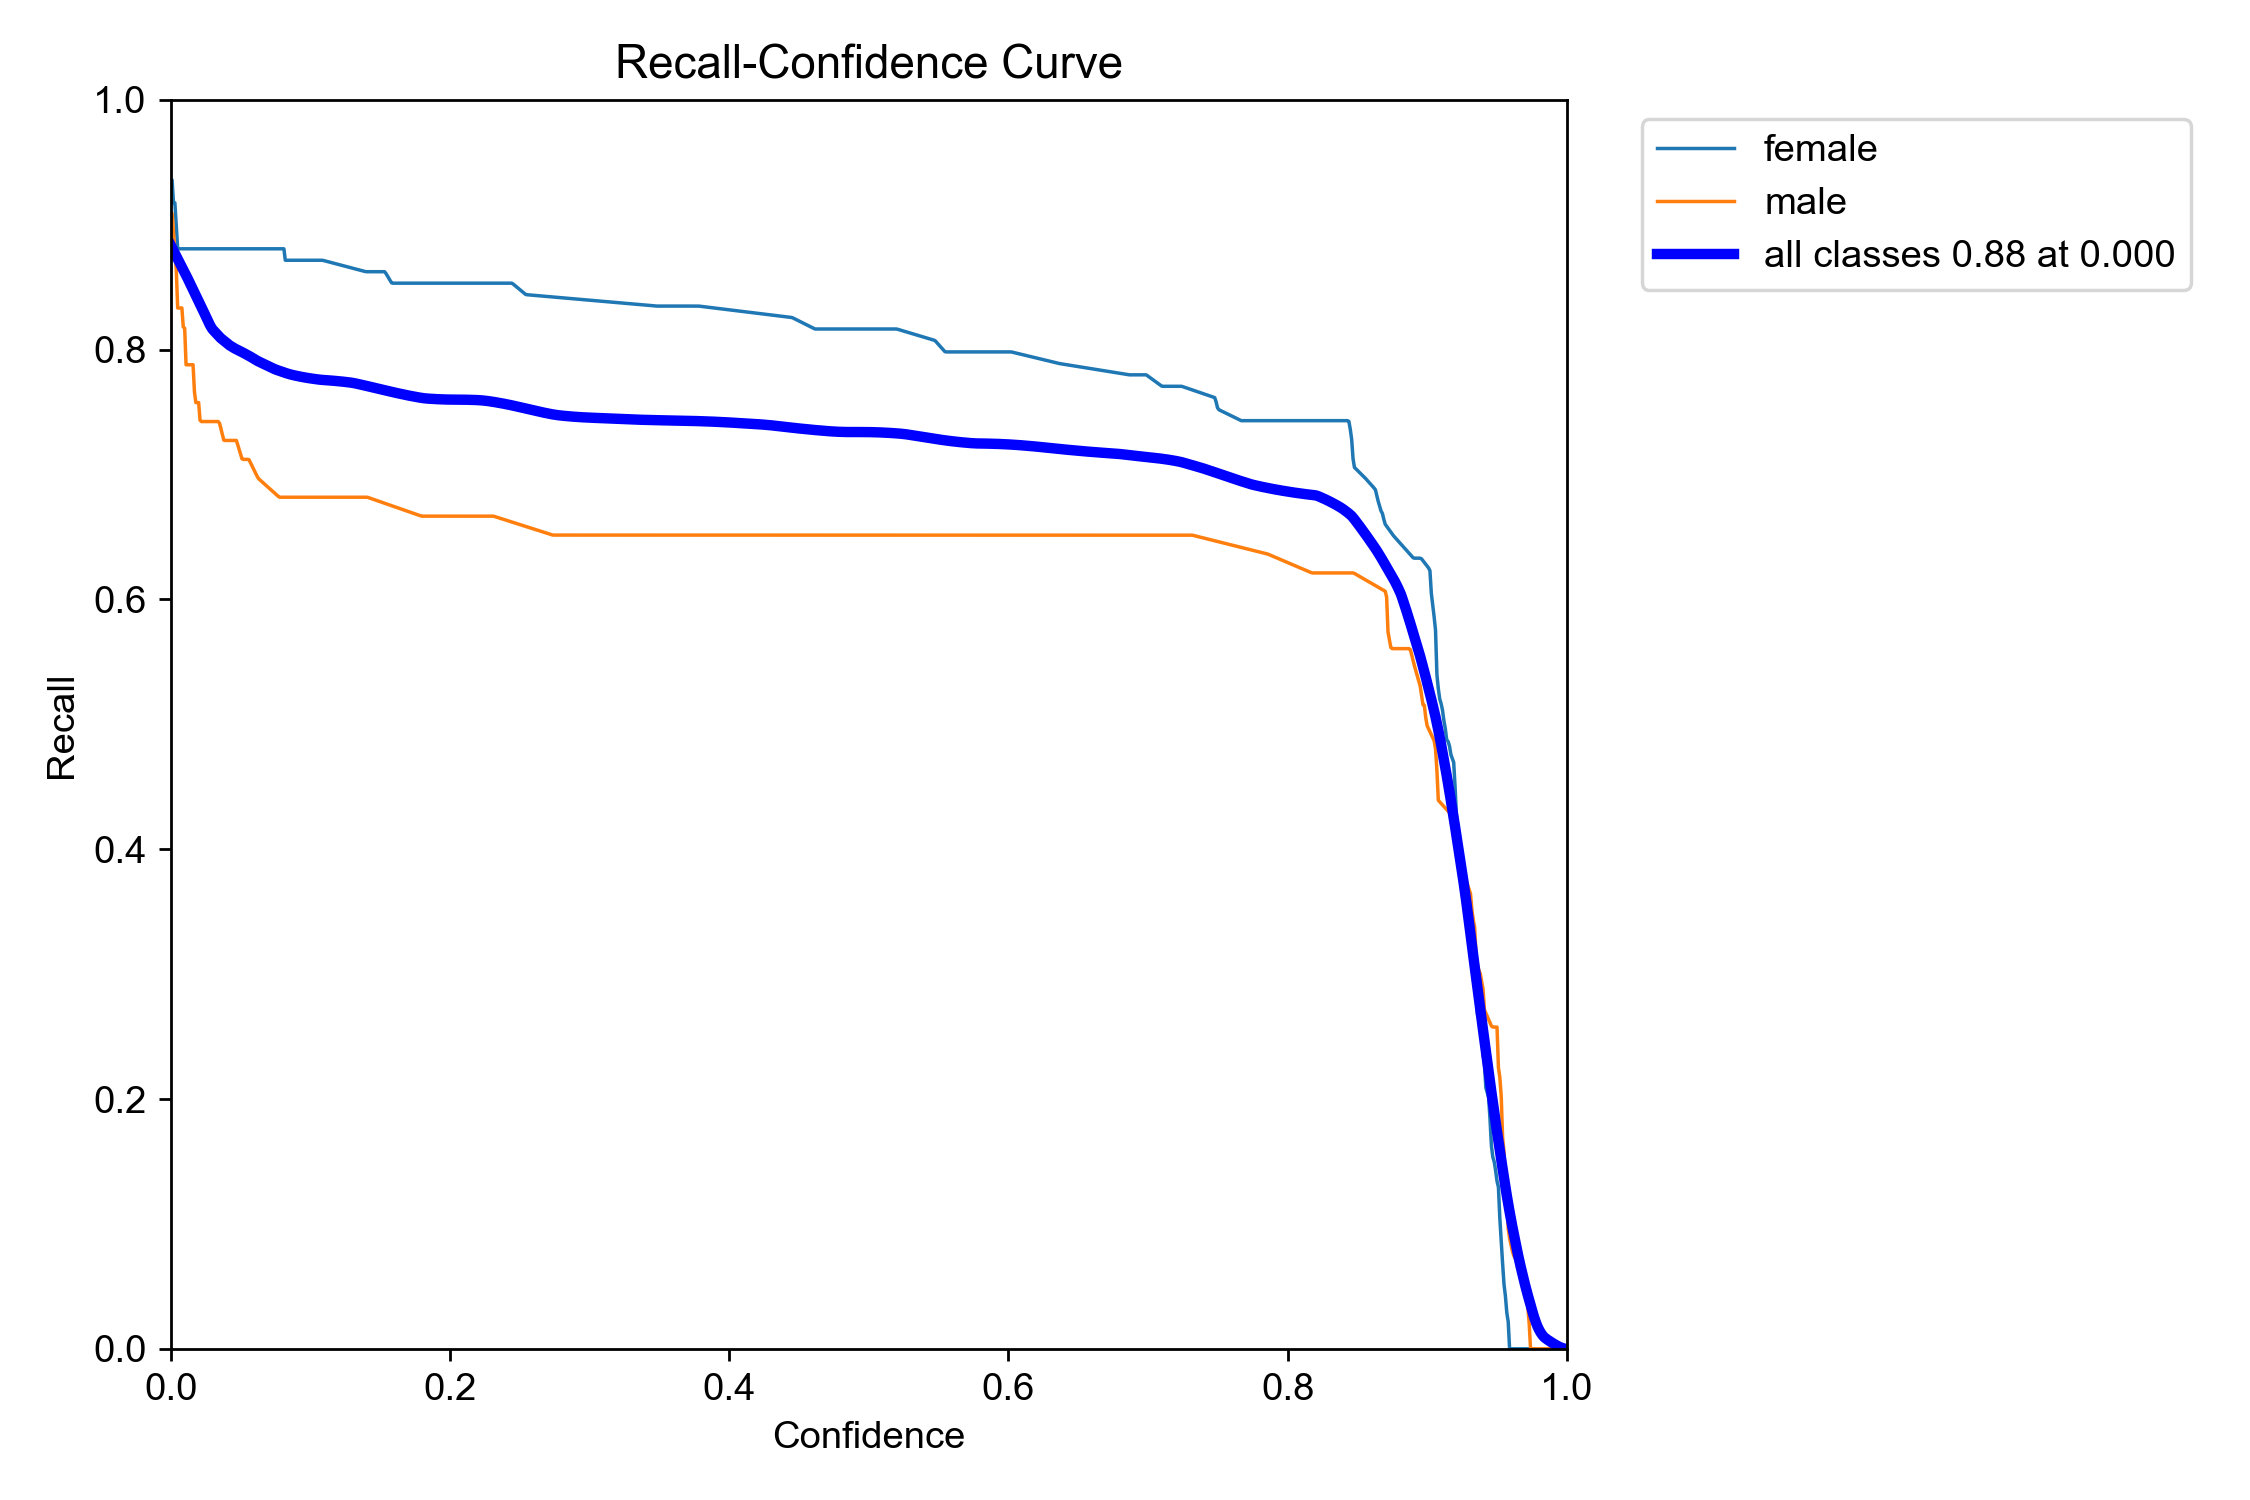 Recall-Confidence Curve
1.0
0.8
0.6
0.4
0.2
0.0
Recall
0.0 0.2 0.4 0.6 0.8 1.0
Confidence
female
male
all classes 0.88 at 0.000